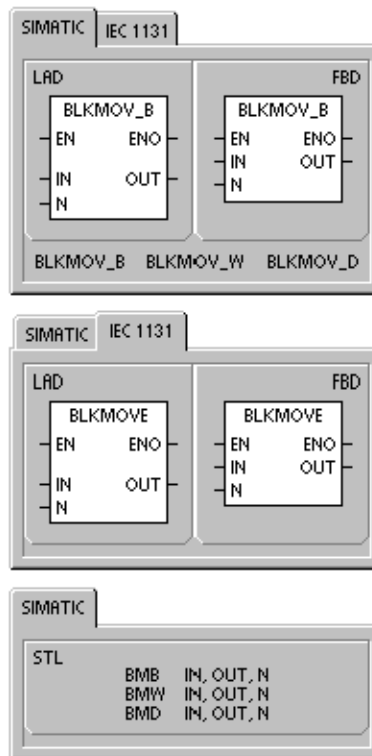 SIMATIC IEC 1131
LAD FBD
BLKMOV_B BLKMOV_B
EN ENO EN ENO
IN OUT
IN OUT N
N
BLKMOV_B BLKMOV_W BLKMOV_D
SIMATIC IEC 1131
LAD FBD
BLKMOVE BLKMOVE
EN ENO EN ENO
IN OUT
IN OUT N
N
SIMATIC
STL
BMB IN, OUT, N
BMW IN, OUT, N
BMD IN, OUT, N